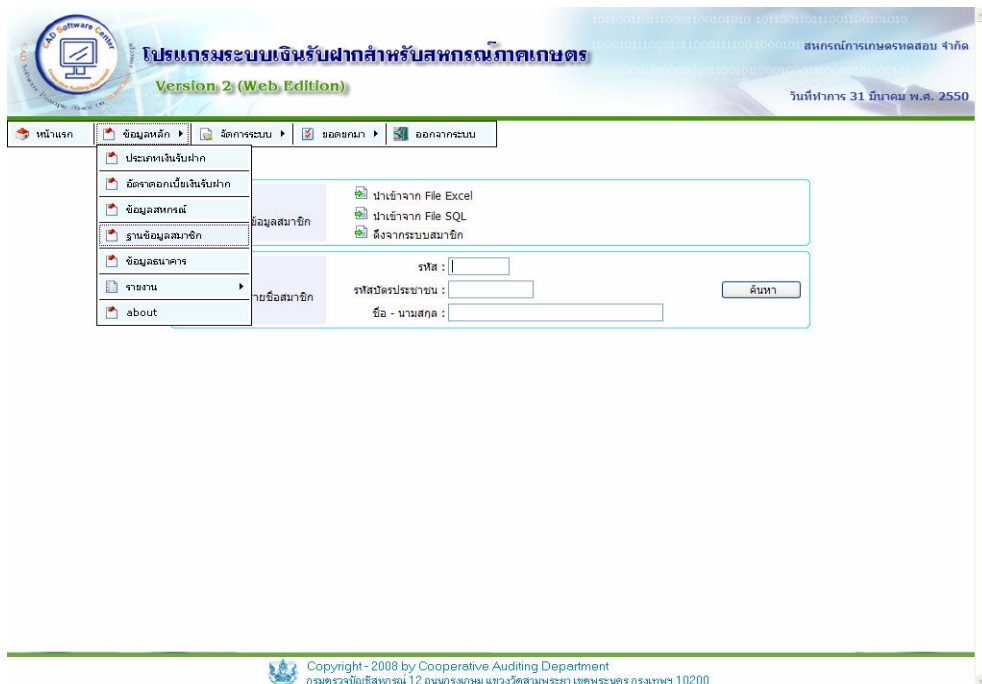 CAD Software Center
โปรแกรมระบบเงินรับฝากสำหรับสหกรณ์ภาคเกษตร
Version 2 (Web Edition)
สหกรณ์การเกษตรทดสอบ จำกัด
วันที่ทำการ 31 มีนาคม พ.ศ. 2550
หน้าแรก
ข้อมูลหลัก
จัดการระบบ
ยอดยกมา
ออกจากระบบ
ประเภทเงินรับฝาก
อัตราดอกเบี้ยเงินรับฝาก
ข้อมูลสหกรณ์
ฐานข้อมูลสมาชิก
ข้อมูลธนาคาร
รายงาน
about
ข้อมูลสมาชิก
นำเข้าจาก File Excel
นำเข้าจาก File SQL
ดึงจากระบบสมาชิก
ายชื่อสมาชิก
รหัส :
รหัสบัตรประชาชน :
ชื่อ - นามสกุล :
ค้นหา
Copyright - 2008 by Cooperative Auditing Department
กรมตรวจบัญชีสหกรณ์ 12 ถนนกรุงเกษม แขวงวัดสามพระยา เขตพระนคร กรุงเทพฯ 10200